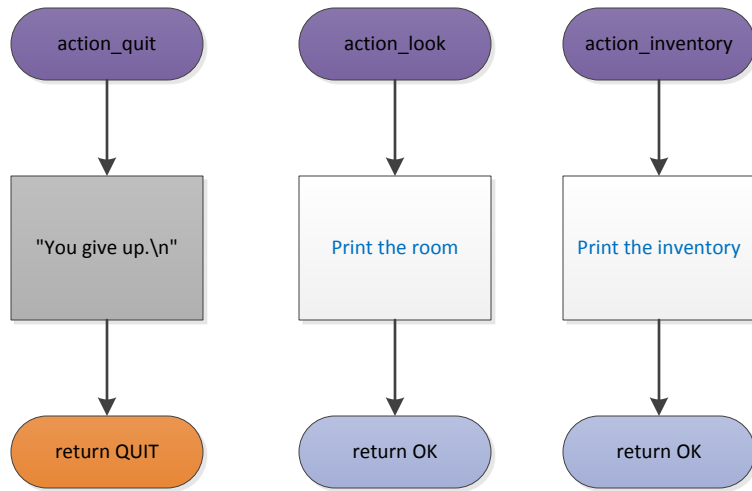 action_quit
action_look
action_inventory
"You give up.\n"
Print the room
Print the inventory
return QUIT
return OK
return OK